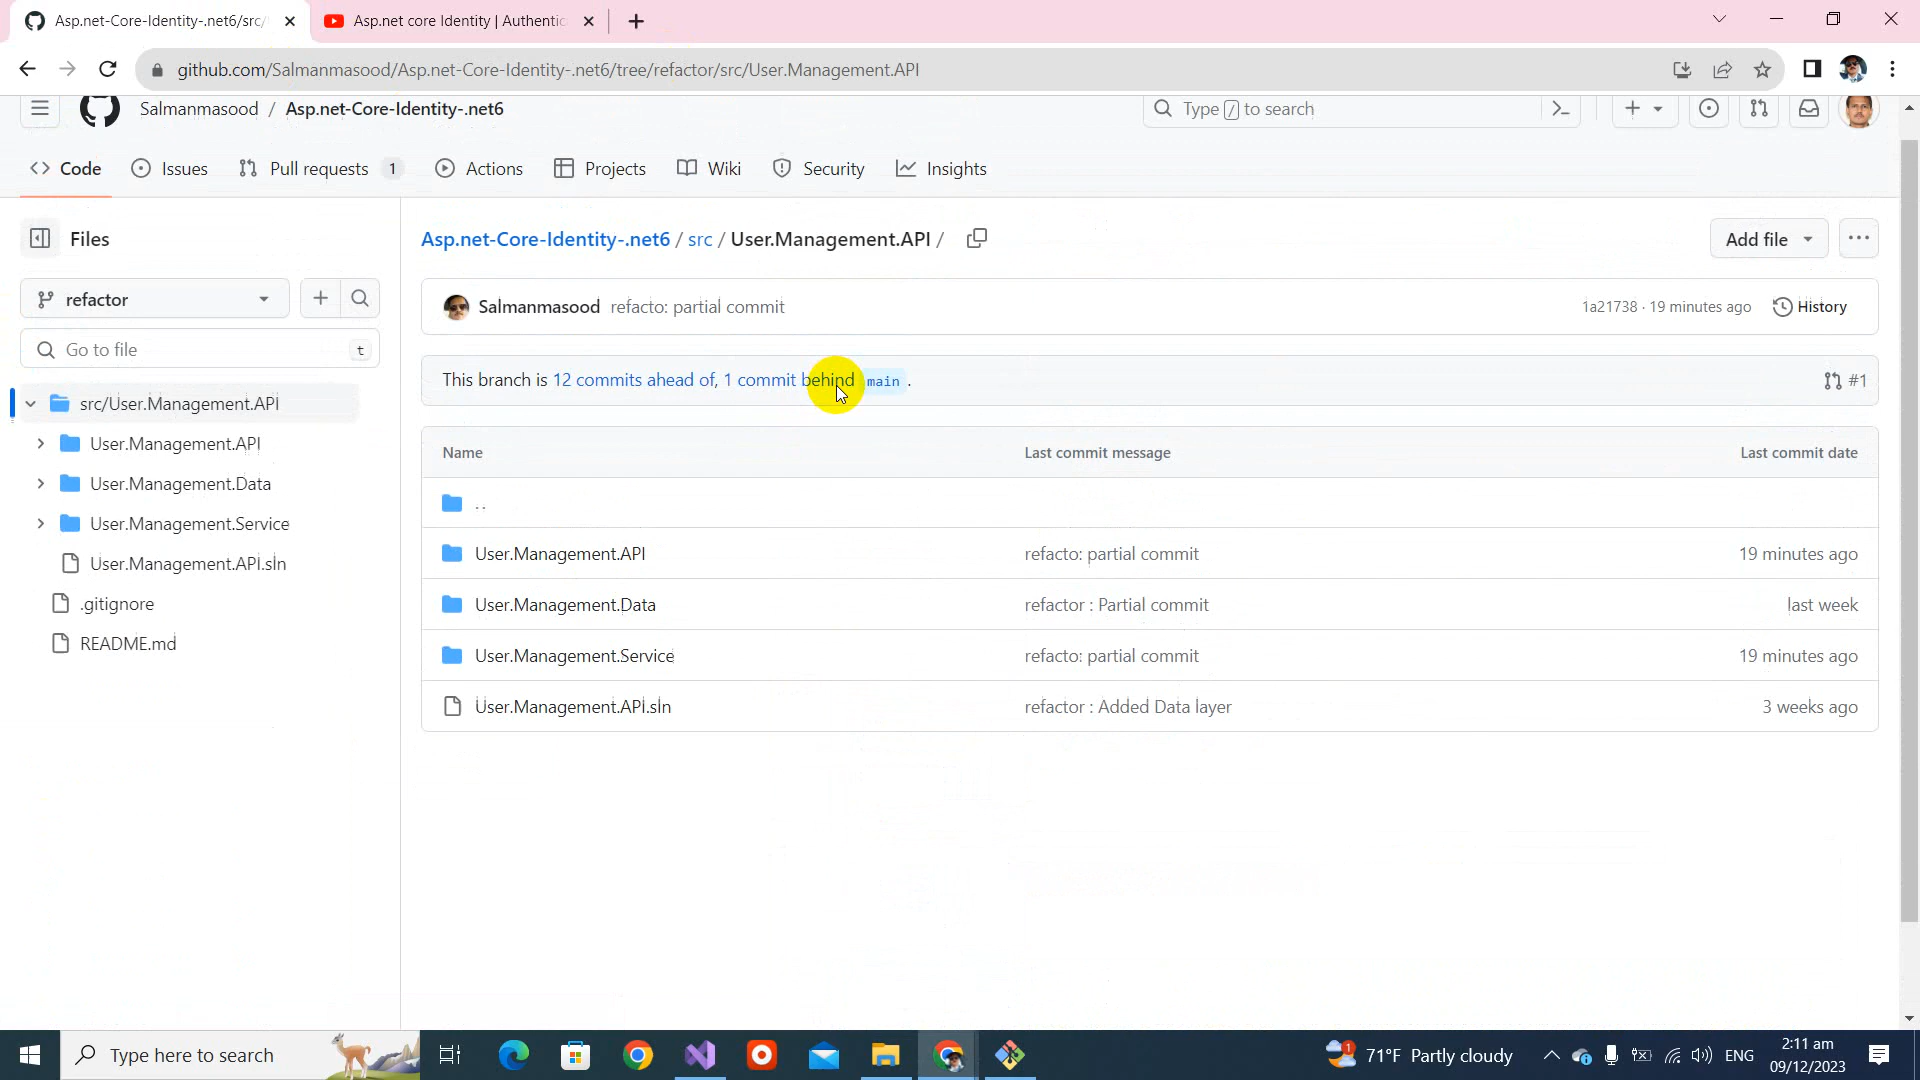 Asp.net-Core-Identity-.net6/src/
Asp.net core Identity | Authentic
github.com/Salmanmasood/Asp.net-Core-Identity-.net6/tree/refactor/src/User.Management.API
Salmanmasood / Asp.net-Core-Identity-.net6
Type / to search
Code
Issues
Pull requests 1
Actions
Projects
Wiki
Security
Insights
Files
Asp.net-Core-Identity-.net6 / src / User.Management.API /
Add file
refactor
Salmanmasood refacto: partial commit
1a21738 · 19 minutes ago
History
Go to file
t
This branch is 12 commits ahead of, 1 commit behind main .
#1
src/User.Management.API
User.Management.API
User.Management.Data
User.Management.Service
User.Management.API.sln
.gitignore
README.md
Name Last commit message Last commit date
..
User.Management.API refacto: partial commit 19 minutes ago
User.Management.Data refactor : Partial commit last week
User.Management.Service refacto: partial commit 19 minutes ago
User.Management.API.sln refactor : Added Data layer 3 weeks ago
Type here to search
1
71°F Partly cloudy
ENG
2:11 am
09/12/2023